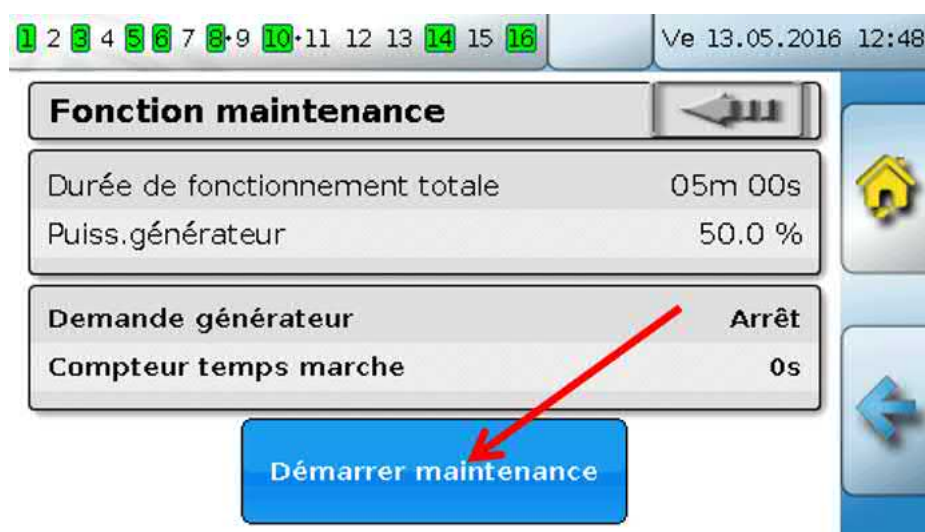 1 2 3 4 5 6 7 8•9 10•11 12 13 14 15 16 Ve 13.05.2016 12:48
Fonction maintenance
Durée de fonctionnement totale 05m 00s
Puiss.générateur 50.0 %
Demande générateur Arrêt
Compteur temps marche 0s
Démarrer maintenance